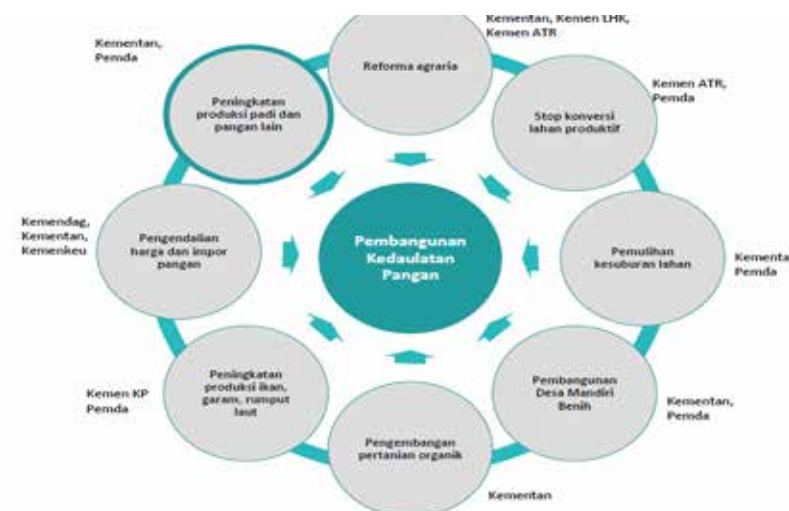 Kementan, Kemen LHK,
Kemen ATR
Reforma agraria
Kementan,
Pemda
Peningkatan
produksi padi dan
pangan lain
Kemen ATR,
Pemda
Stop konversi
lahan produktif
Kemendag,
Kementan,
Kemenkeu
Pengendalian
harga dan impor
pangan
Pembangunan
Kedaulatan
Pangan
Pemulihan
kesuburan lahan
Kementa
Pemda
Kemen KP
Pemda
Peningkatan
produksi ikan,
garam, rumput
laut
Pembangunan
Desa Mandiri
Benih
Kementan,
Pemda
Pengembangan
pertanian organik
Kementan